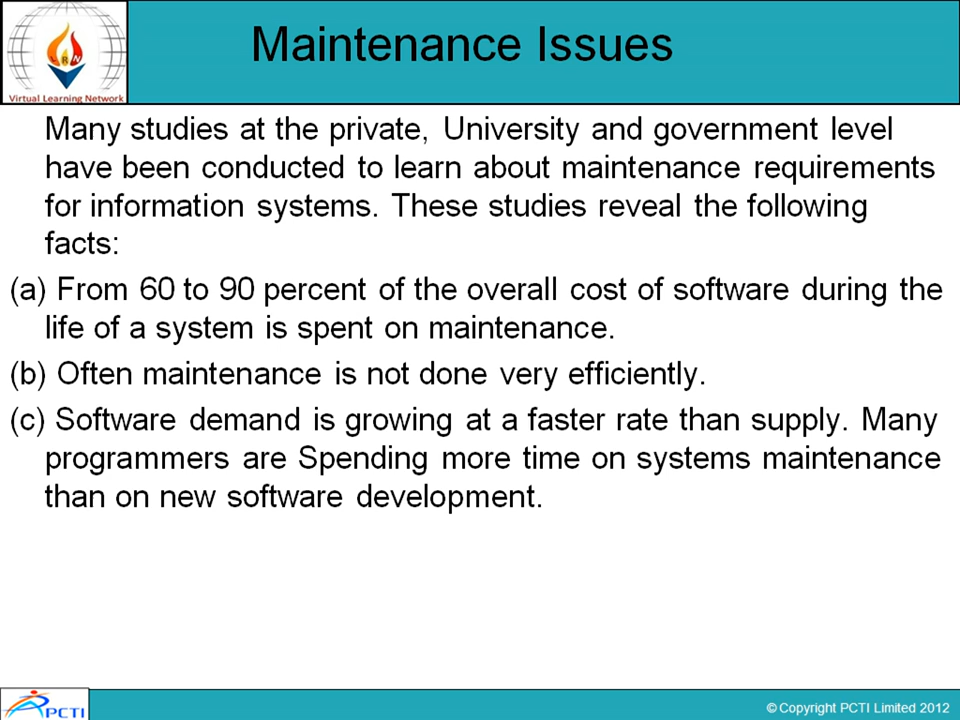 Maintenance Issues
RN
Virtual Learning Network
Many studies at the private, University and government level
have been conducted to learn about maintenance requirements
for information systems. These studies reveal the following
facts:
(a) From 60 to 90 percent of the overall cost of software during the
life of a system is spent on maintenance.
(b) Often maintenance is not done very efficiently.
(c) Software demand is growing at a faster rate than supply. Many
programmers are Spending more time on systems maintenance
than on new software development.
PCTI
© Copyright PCTI Limited 2012